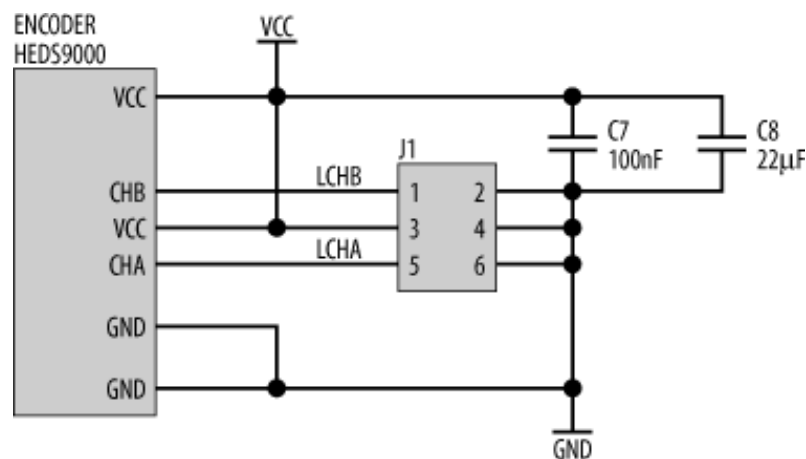 ENCODER
HEDS9000
VCC
VCC
C7
100nF
C8
22μF
J1
CHB
LCHB
1
2
VCC
3
4
CHA
LCHA
5
6
GND
GND
GND